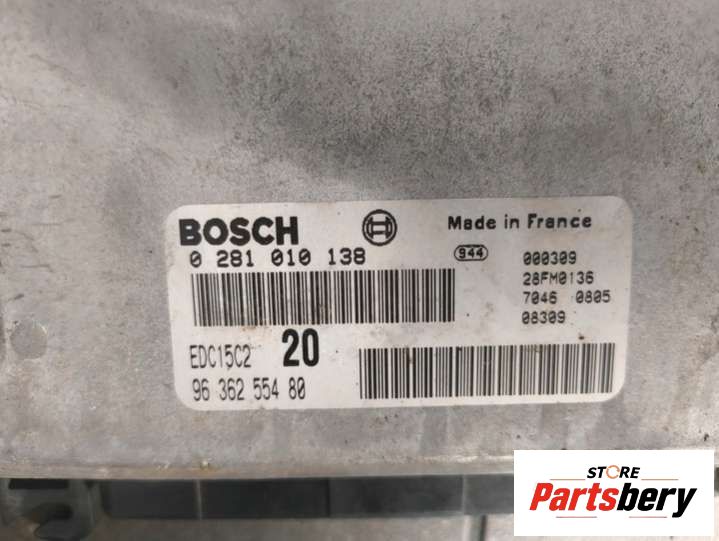 BOSCH
Made in France
0 281 010 138
944
000309
28FM0136
7046 0805
08309
EDC15C2 20
96 362 554 80
STORE
Partsbery